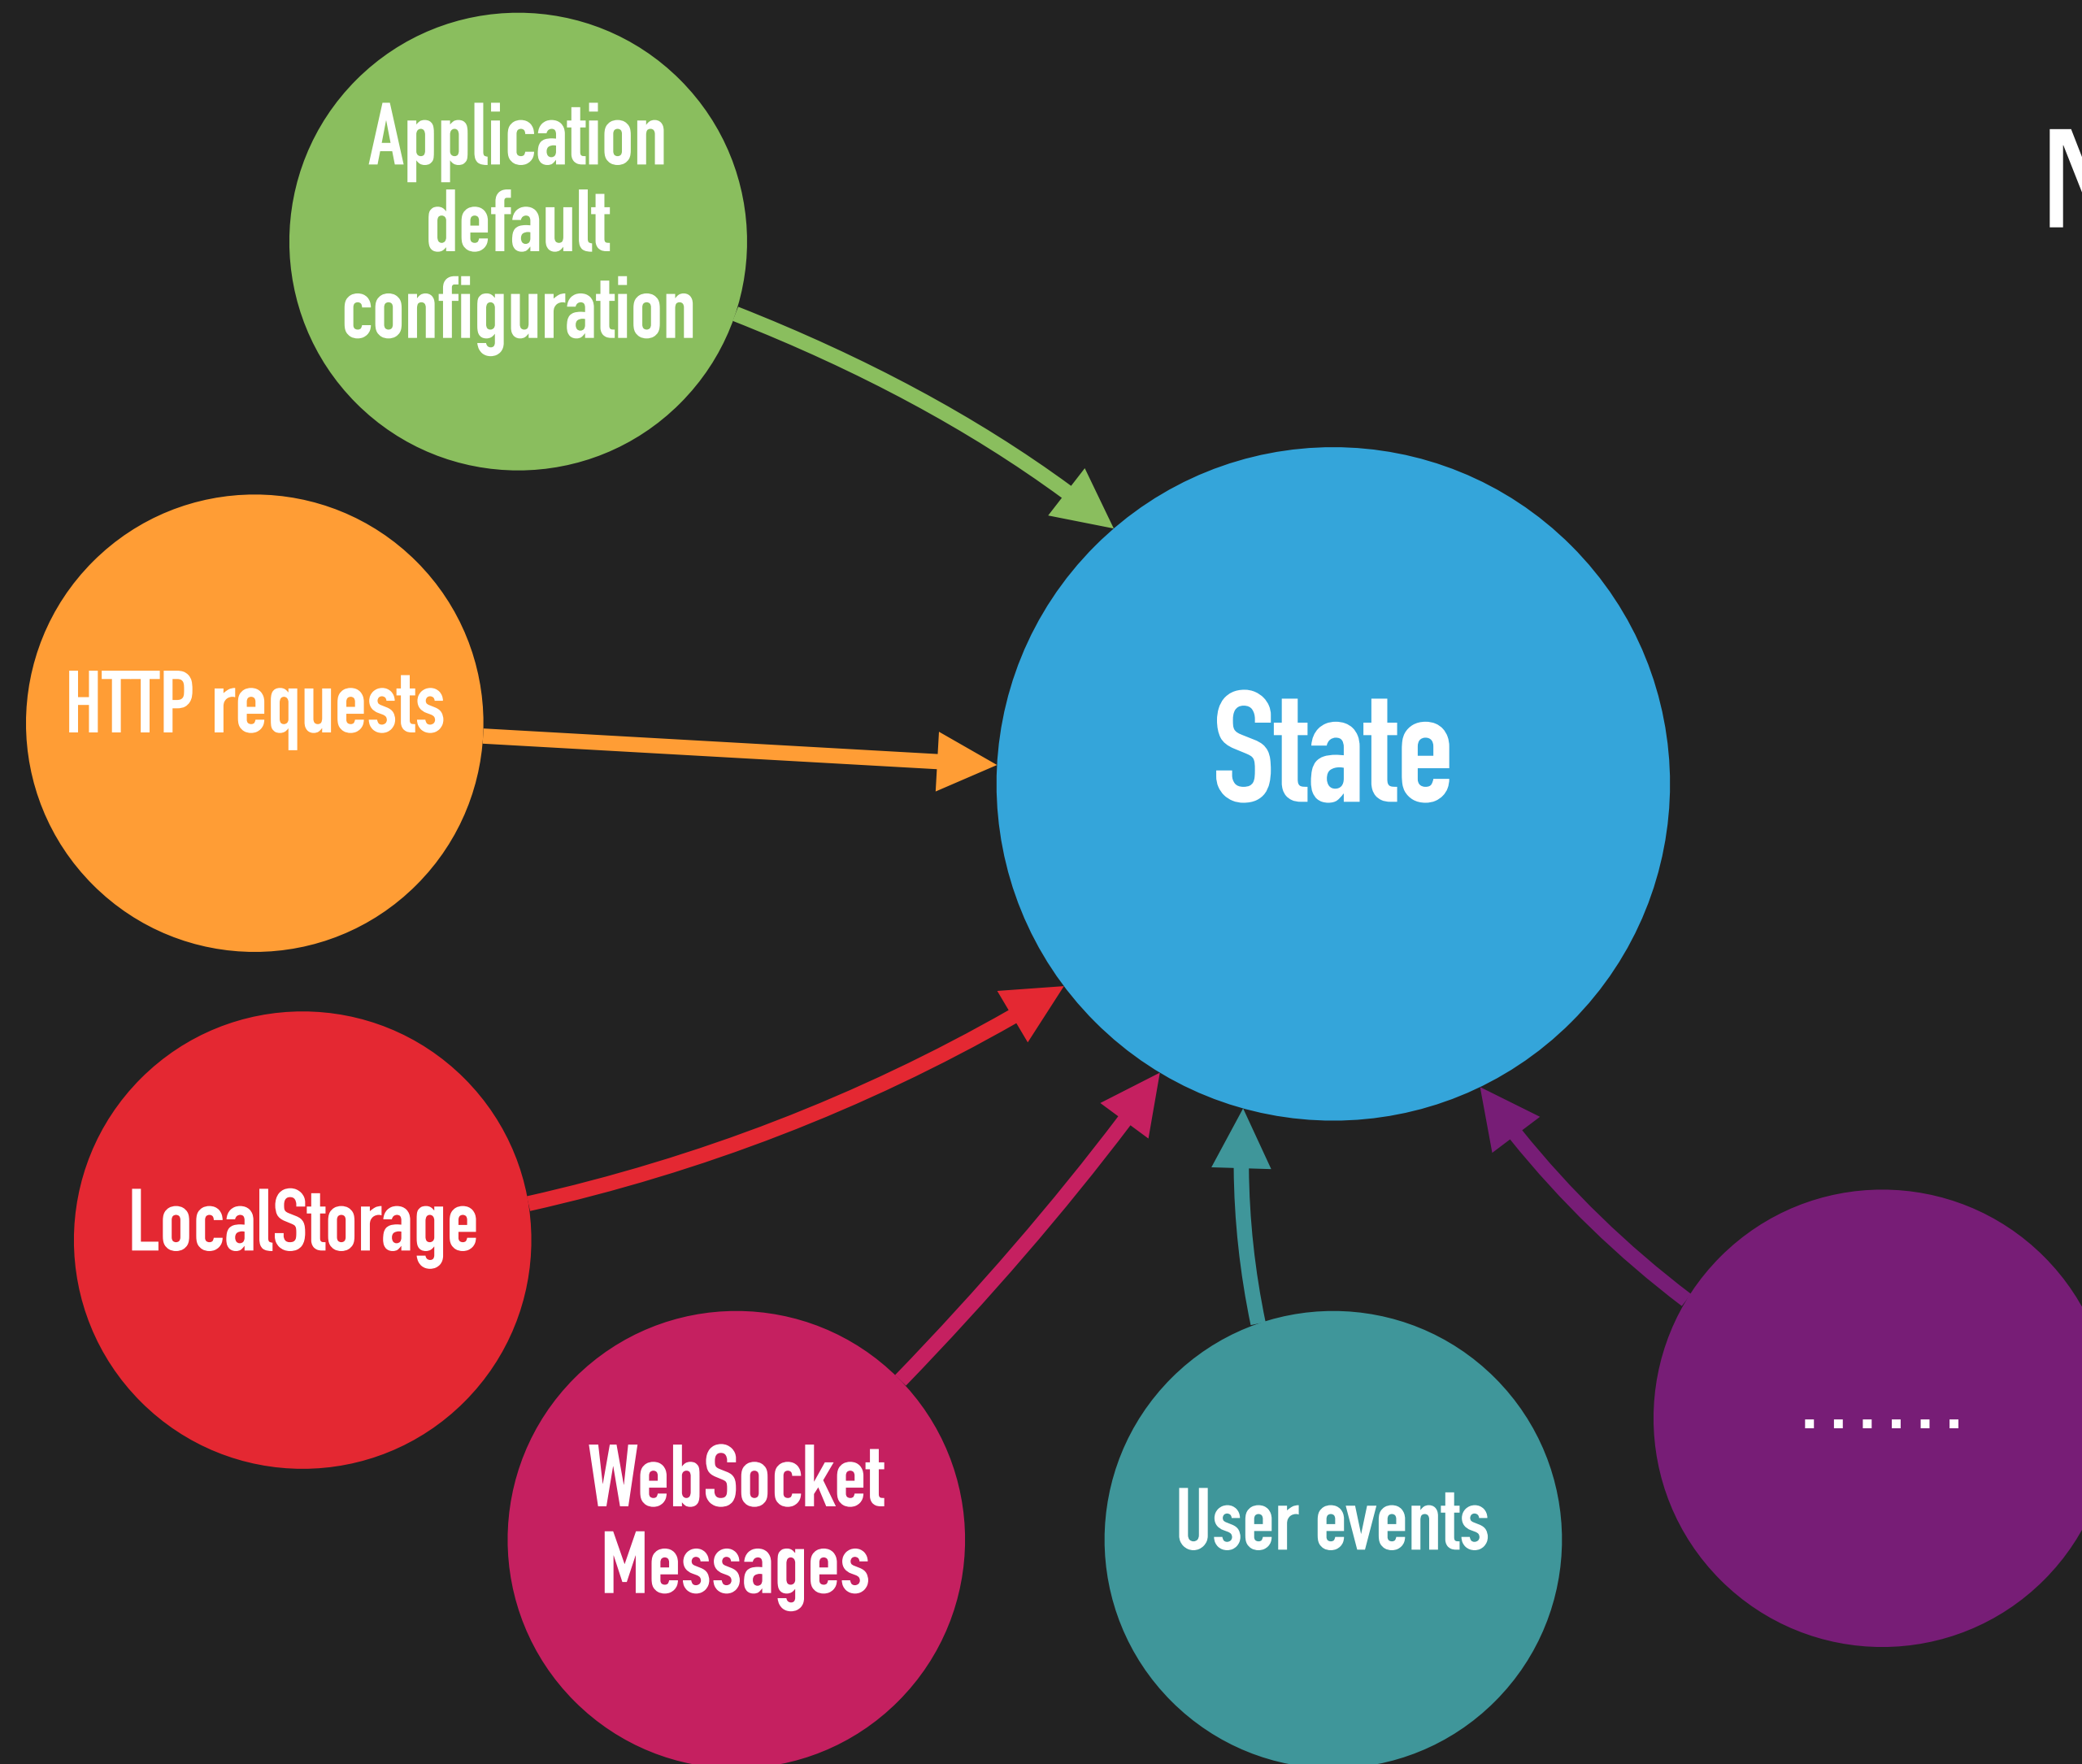 Application
default
configuration
HTTP requests
State
LocalStorage
WebSocket
Messages
User events
......